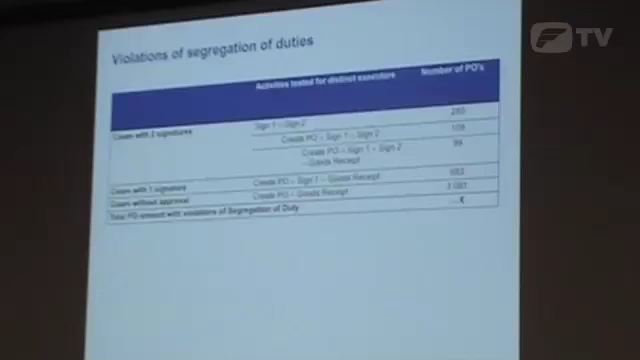 TV
Violations of segregation of duties
Activities tested for distinct executors Number of PO's
Cases with 2 signatures Sign 1 – Sign 2
Create PO – Sign 1 – Sign 2
Create PO – Sign 1 – Sign 2
– Goods Receipt
Cases with 1 signature Create PO – Sign 1 – Goods Receipt
Cases without approval Create PO – Goods Receipt
Total PO amount with violations of Segregation of Duty ... €